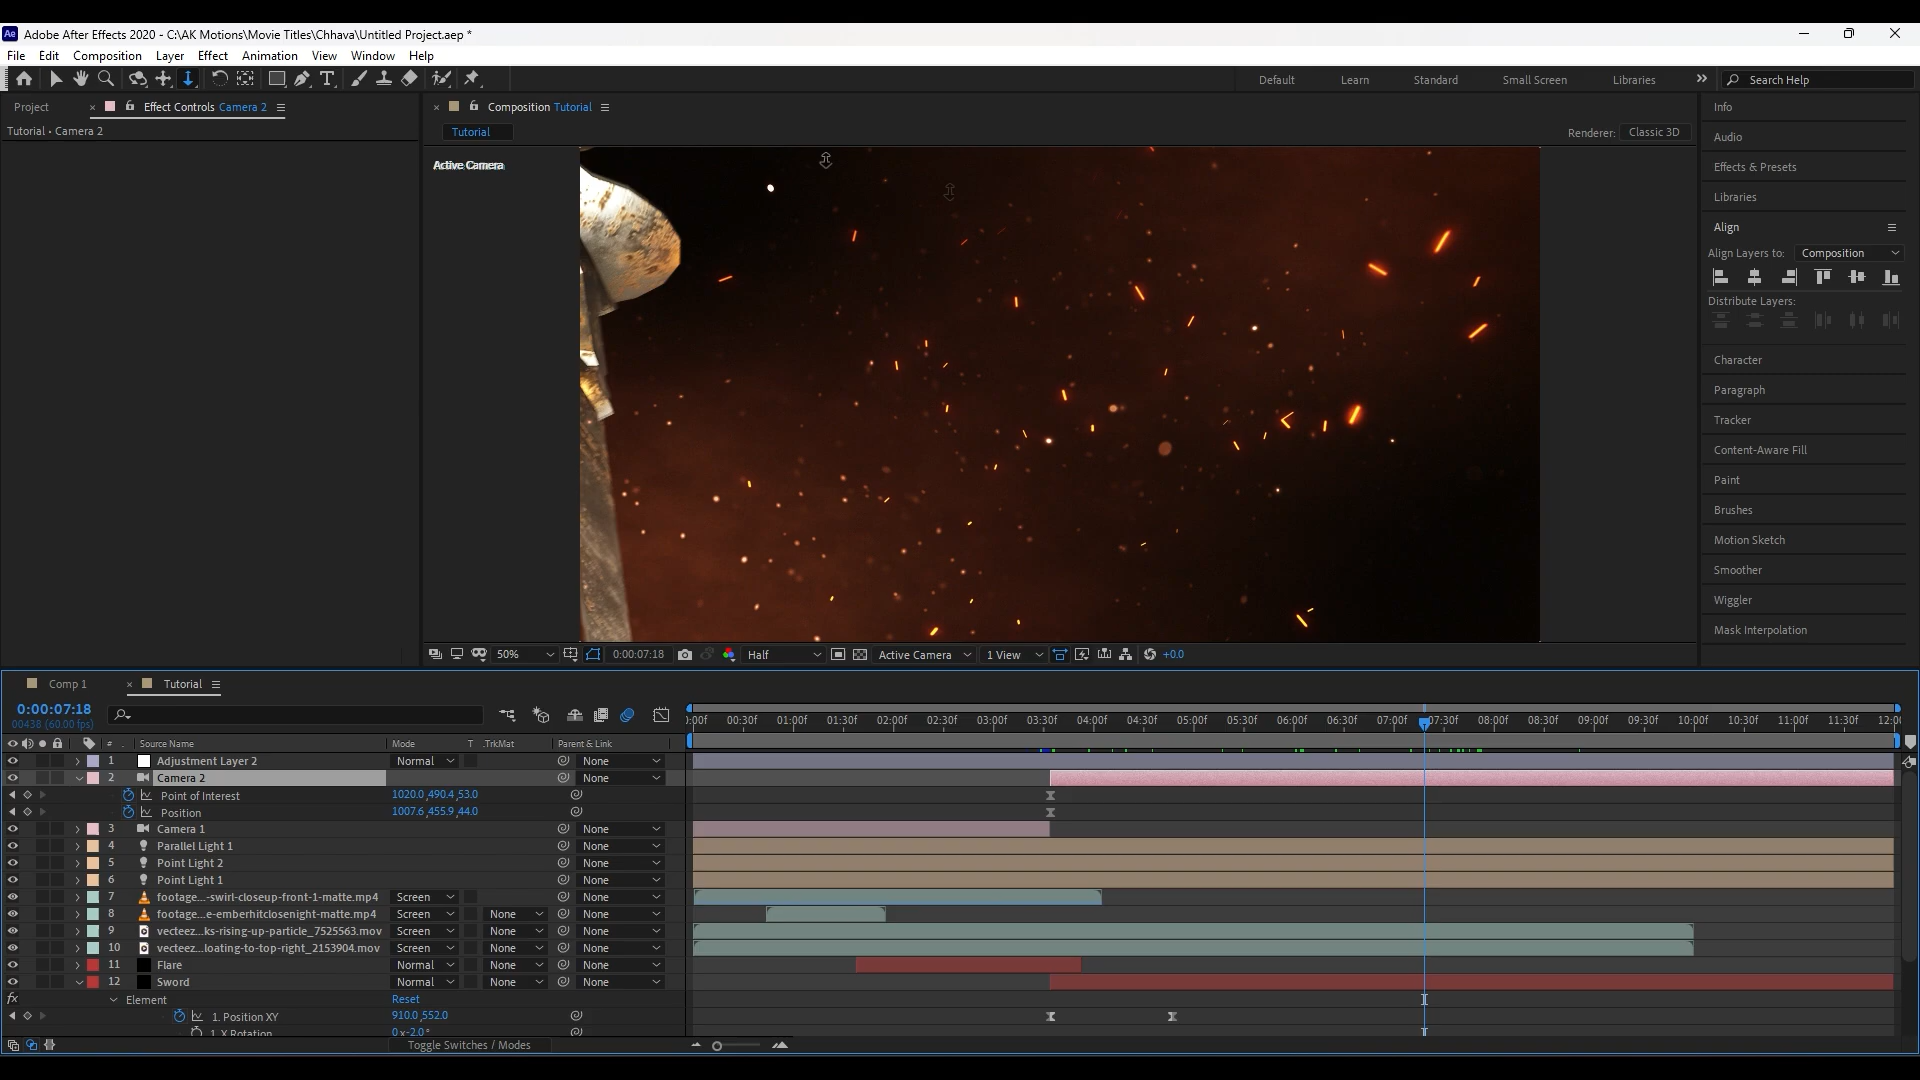 Ae Adobe After Effects 2020 - C:\AK Motions\Movie Titles\Chhava\Untitled Project.aep *
File Edit Composition Layer Effect Animation View Window Help
Default Learn Standard Small Screen Libraries Search Help
Project Effect Controls Camera 2
Tutorial • Camera 2
Composition Tutorial
Tutorial
Renderer: Classic 3D
Active Camera
Info
Audio
Effects & Presets
Libraries
Align
Align Layers to: Composition
Distribute Layers:
Character
Paragraph
Tracker
Content-Aware Fill
Paint
Brushes
Motion Sketch
Smoother
Wiggler
Mask Interpolation
50% 0:00:07:18 Half Active Camera 1 View +0.0
Comp 1 Tutorial
0:00:07:18
00438 (60.00 fps)
:00f 00:30f 01:00f 01:30f 02:00f 02:30f 03:00f 03:30f 04:00f 04:30f 05:00f 05:30f 06:00f 06:30f 07:00f 07:30f 08:00f 08:30f 09:00f 09:30f 10:00f 10:30f 11:00f 11:30f 12:00
# Source Name Mode T .TrkMat Parent & Link
1 Adjustment Layer 2 Normal None
2 Camera 2 None
Point of Interest 1020.0,490.4,53.0
Position 1007.6,455.9,44.0
3 Camera 1 None
4 Parallel Light 1 None
5 Point Light 2 None
6 Point Light 1 None
7 footage...-swirl-closeup-front-1-matte.mp4 Screen None
8 footage...e-emberhitclosenight-matte.mp4 Screen None None
9 vecteez...ks-rising-up-particle_7525563.mov Screen None None
10 vecteez...loating-to-top-right_2153904.mov Screen None None
11 Flare Normal None None
12 Sword Normal None None
fx Element Reset
1. Position XY 910.0,552.0
1. X Rotation 0x-2.0°
Toggle Switches / Modes